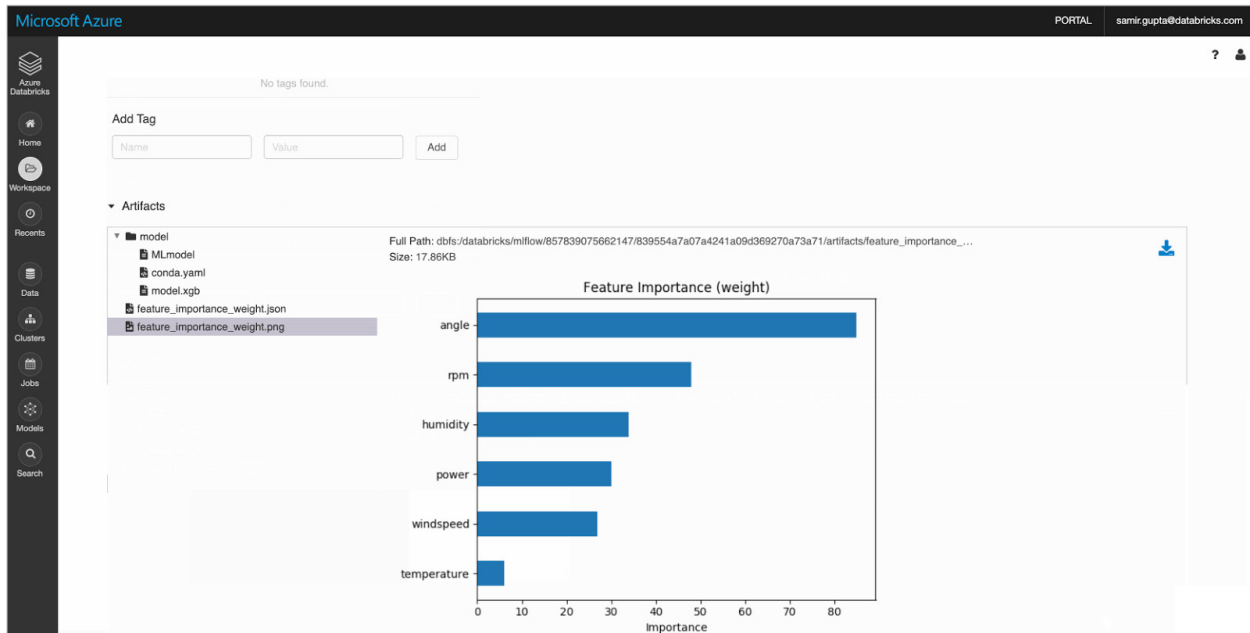 Microsoft Azure
PORTAL
samir.gupta@databricks.com
?
Azure
Databricks
Home
Workspace
Recents
Data
Clusters
Jobs
Models
Search
No tags found.
Add Tag
Name
Value
Add
Artifacts
model
MLmodel
conda.yaml
model.xgb
feature_importance_weight.json
feature_importance_weight.png
Full Path: dbfs:/databricks/mlflow/857839075662147/839554a7a07a4241a09d369270a73a71/artifacts/feature_importance_...
Size: 17.86KB
Feature Importance (weight)
angle
rpm
humidity
power
windspeed
temperature
0 10 20 30 40 50 60 70 80
Importance